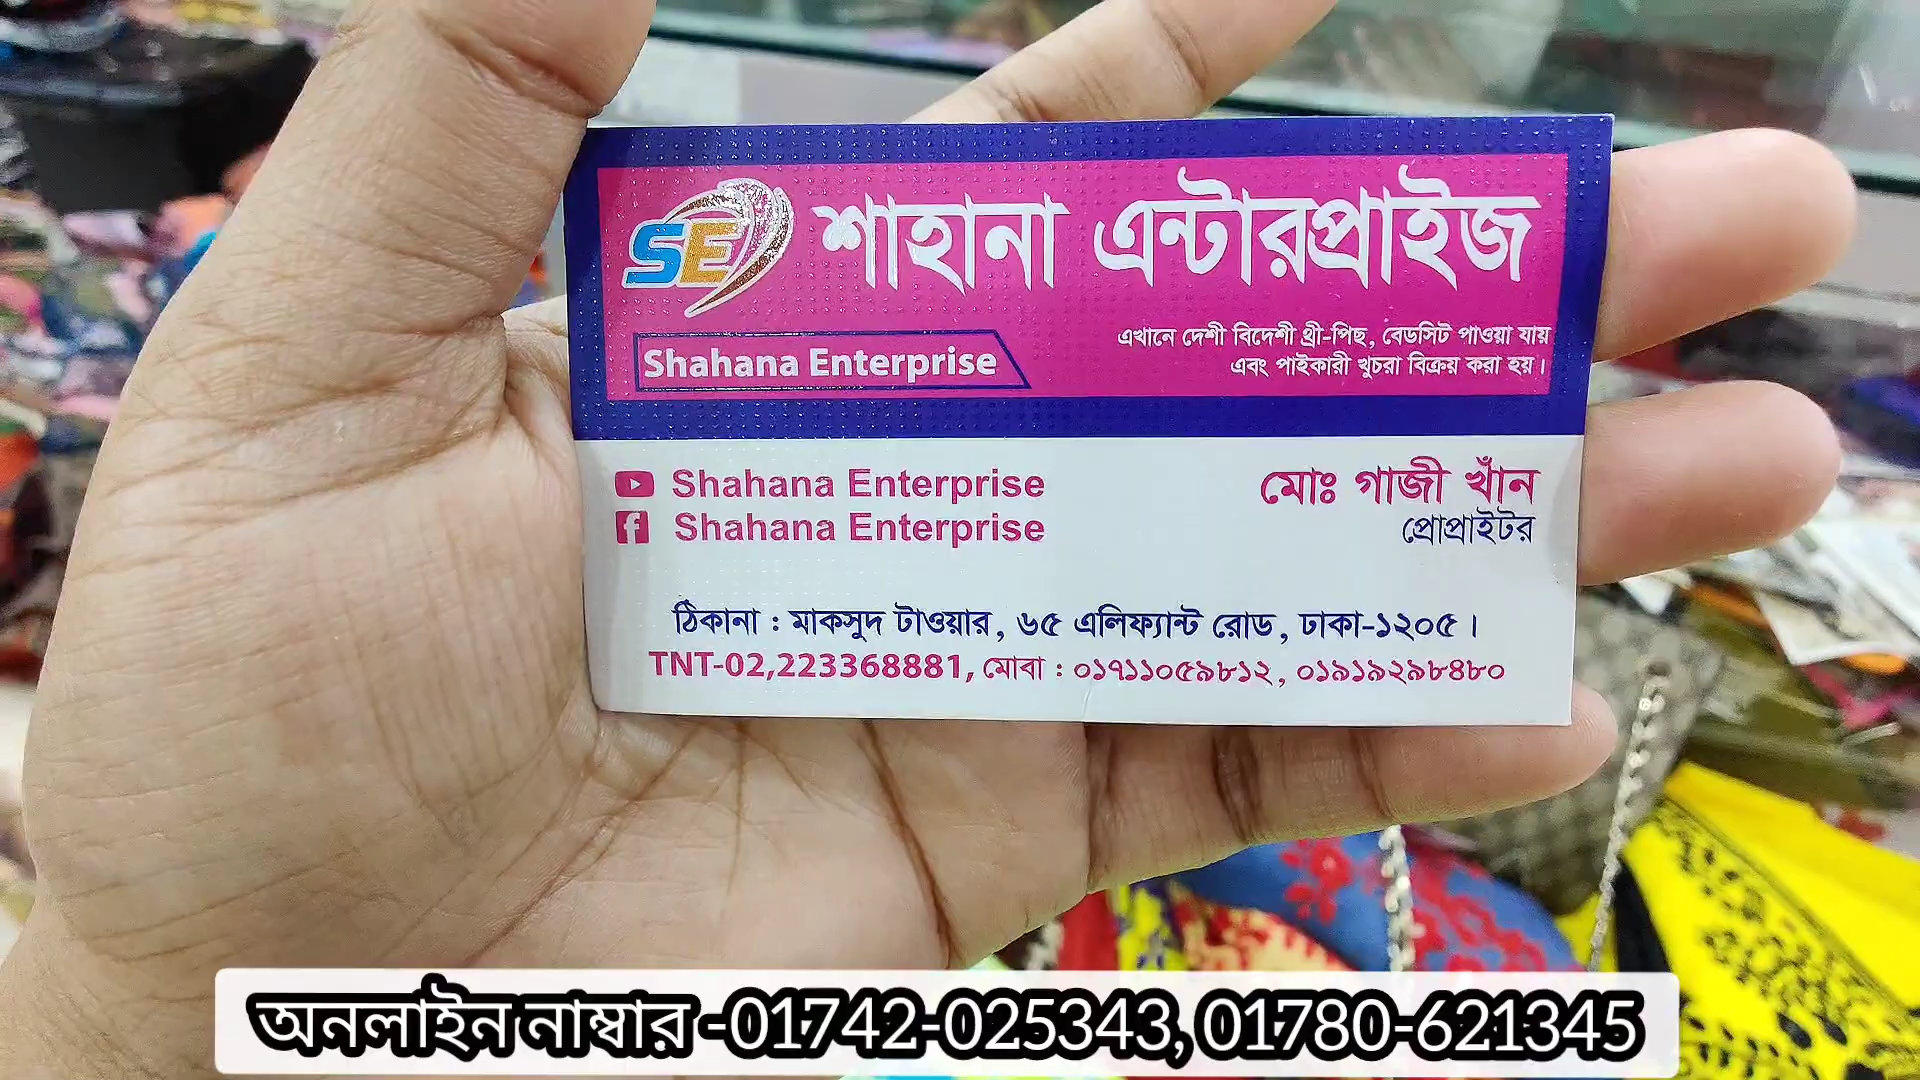 SE শাহানা এন্টারপ্রাইজ
Shahana Enterprise
এখানে দেশী বিদেশী থ্রী-পিছ, বেডসিট পাওয়া যায়
এবং পাইকারী খুচরা বিক্রয় করা হয়।
Shahana Enterprise
Shahana Enterprise
মোঃ গাজী খাঁন
প্রোপ্রাইটর
ঠিকানা : মাকসুদ টাওয়ার, ৬৫ এলিফ্যান্ট রোড, ঢাকা-১২০৫।
TNT-02,223368881, মোবা : ০১৭১১০৫৯৮১২, ০১৯১৯২৯৮৪৮০
অনলাইন নাম্বার -01742-025343, 01780-621345